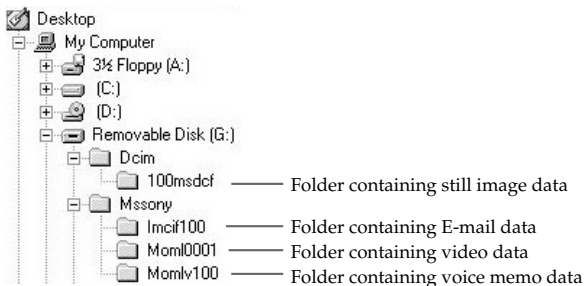 Desktop
My Computer
3½ Floppy (A:)
(C:)
(D:)
Removable Disk (G:)
Dcim
100msdcf Folder containing still image data
Mssony
Imcif100 Folder containing E-mail data
Moml0001 Folder containing video data
Momlv100 Folder containing voice memo data